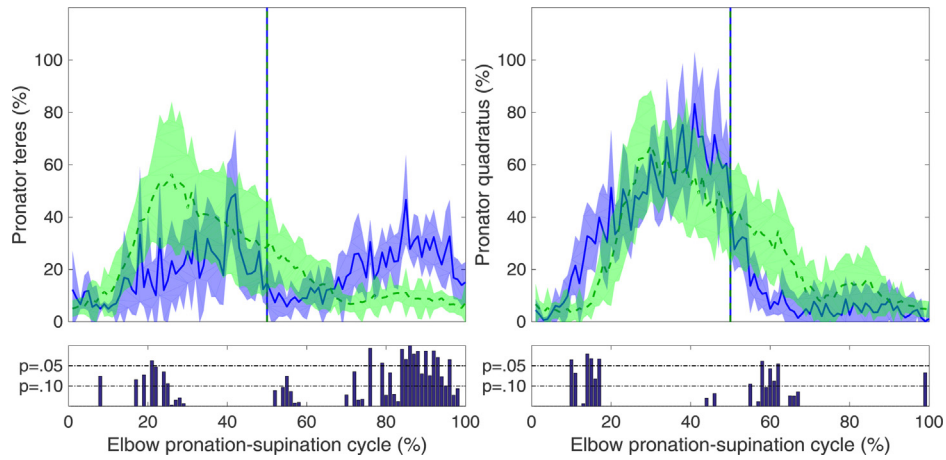 Pronator teres (%)
100
80
60
40
20
0
p=.05
p=.10
0 20 40 60 80 100
Elbow pronation-supination cycle (%)
Pronator quadratus (%)
100
80
60
40
20
0
p=.05
p=.10
0 20 40 60 80 100
Elbow pronation-supination cycle (%)